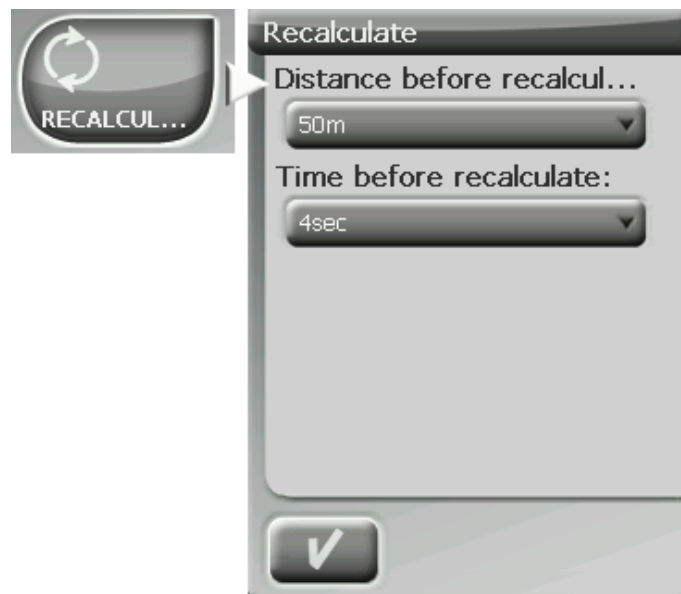 RECALCUL...
Recalculate
Distance before recalcul...
50m
Time before recalculate:
4sec